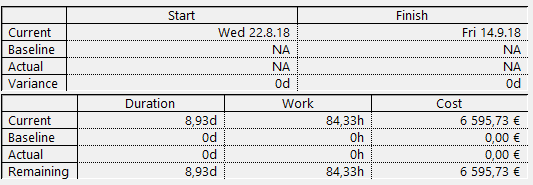 Start Finish
Current Wed 22.8.18 Fri 14.9.18
Baseline NA NA
Actual NA NA
Variance 0d 0d
Duration Work Cost
Current 8,93d 84,33h 6 595,73 €
Baseline 0d 0h 0,00 €
Actual 0d 0h 0,00 €
Remaining 8,93d 84,33h 6 595,73 €